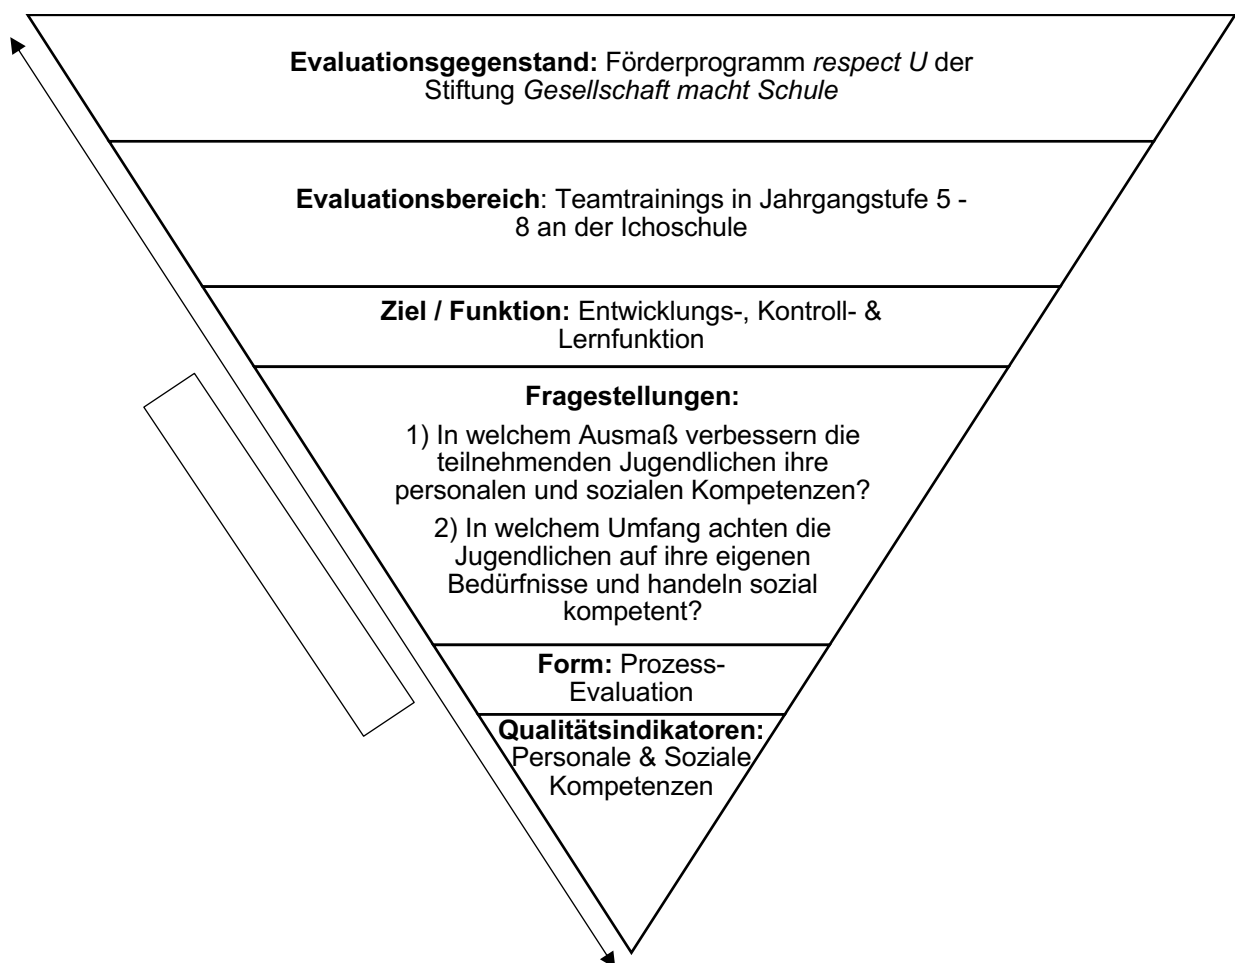 Evaluationsgegenstand: Förderprogramm respect U der
Stiftung Gesellschaft macht Schule
Evaluationsbereich: Teamtrainings in Jahrgangstufe 5 -
8 an der Ichoschule
Ziel / Funktion: Entwicklungs-, Kontroll- &
Lernfunktion
Fragestellungen:
1) In welchem Ausmaß verbessern die
teilnehmenden Jugendlichen ihre
personalen und sozialen Kompetenzen?
2) In welchem Umfang achten die
Jugendlichen auf ihre eigenen
Bedürfnisse und handeln sozial
kompetent?
Form: Prozess-
Evaluation
Qualitätsindikatoren:
Personale & Soziale
Kompetenzen